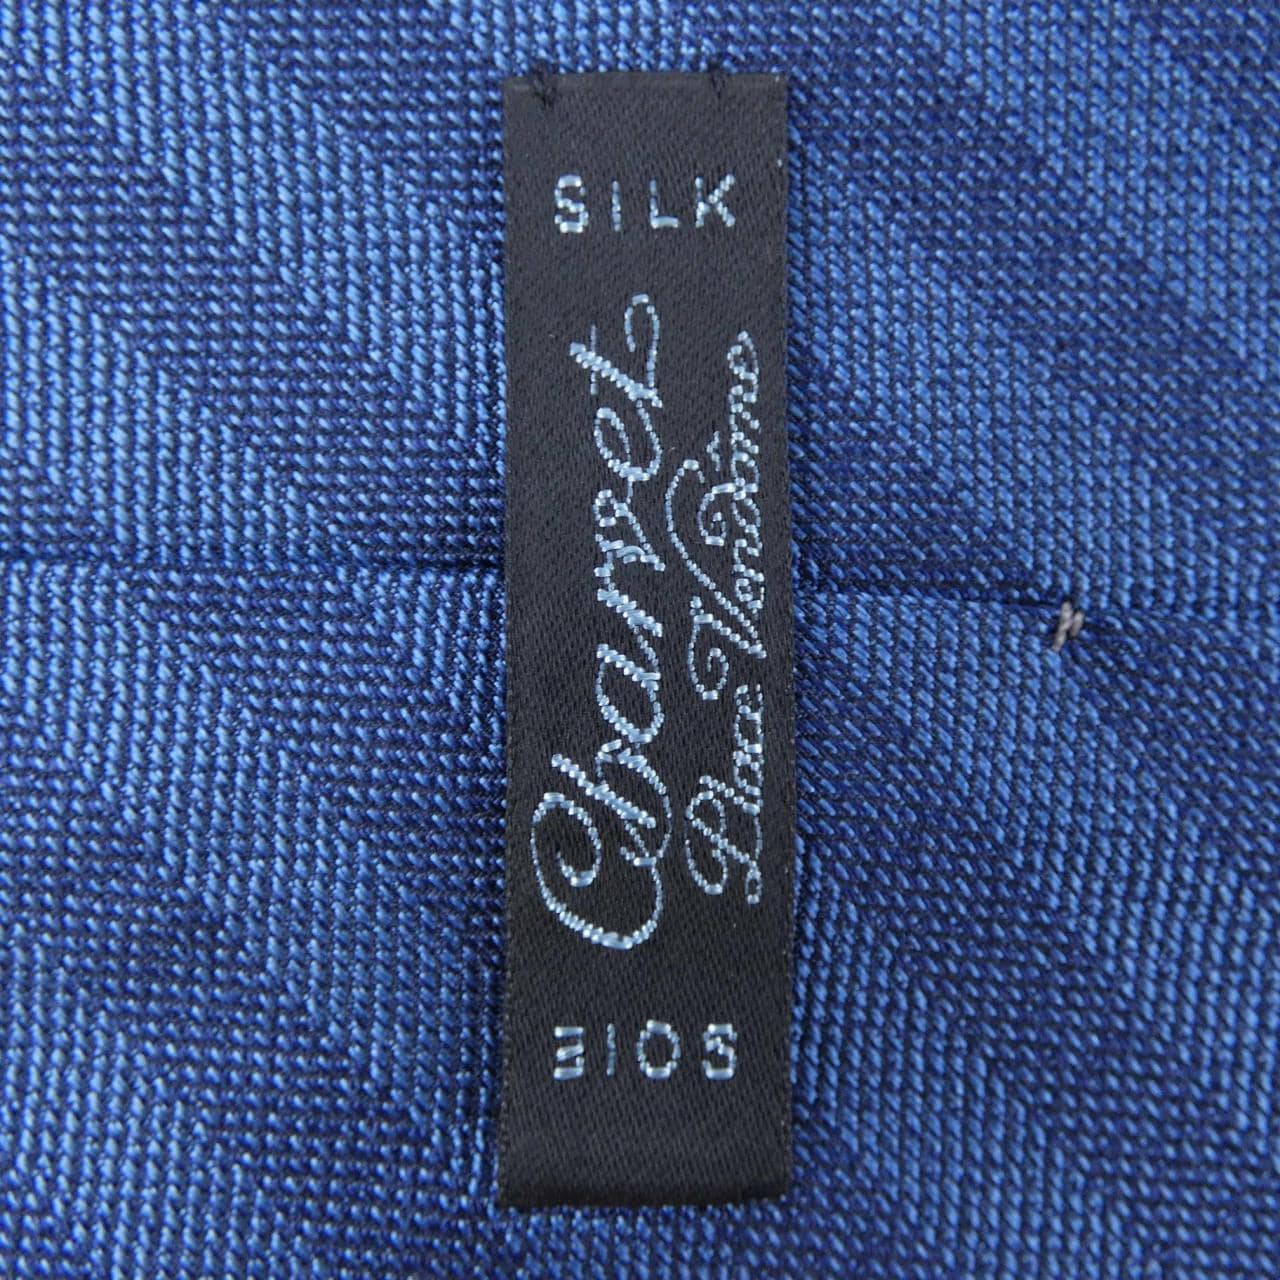 SILK
Charvet
Place Vendôme
SOIE